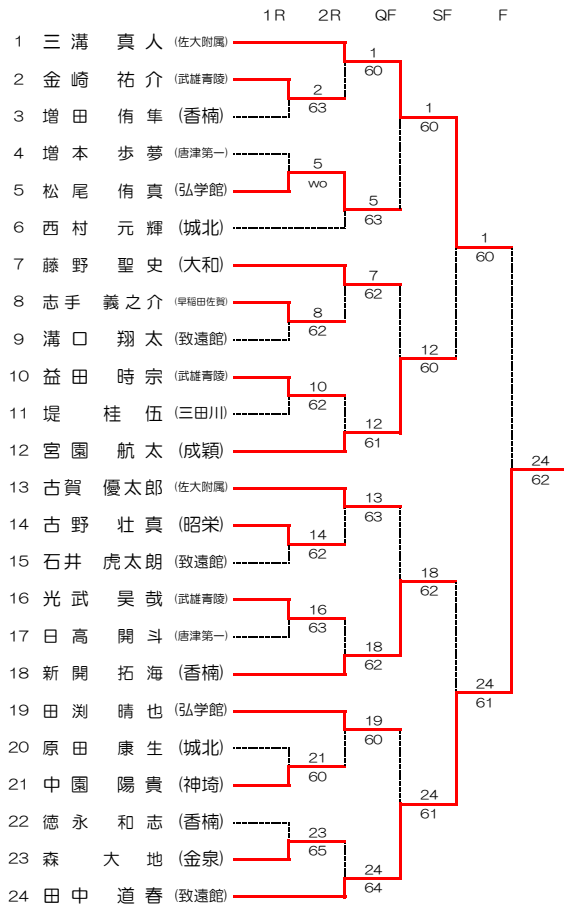 1R 2R QF SF F
1 三溝 真人 (佐大附属)
2 金崎 祐介 (武雄青陵)
3 増田 侑隼 (香楠)
4 増本 歩夢 (唐津第一)
5 松尾 侑真 (弘学館)
6 西村 元輝 (城北)
7 藤野 聖史 (大和)
8 志手 義之介 (早稲田佐賀)
9 溝口 翔太 (致遠館)
10 益田 時宗 (武雄青陵)
11 堤 桂伍 (三田川)
12 宮園 航太 (成穎)
13 古賀 優太郎 (佐大附属)
14 古野 壮真 (昭栄)
15 石井 虎太朗 (致遠館)
16 光武 昊哉 (武雄青陵)
17 日高 開斗 (唐津第一)
18 新開 拓海 (香楠)
19 田渕 晴也 (弘学館)
20 原田 康生 (城北)
21 中園 陽貴 (神埼)
22 徳永 和志 (香楠)
23 森 大地 (金泉)
24 田中 道春 (致遠館)
2
63
5
wo
8
62
10
62
14
62
16
63
21
60
23
65
1
60
5
63
7
62
12
61
13
63
18
62
19
60
24
64
1
60
12
60
18
62
24
61
1
60
24
61
24
62